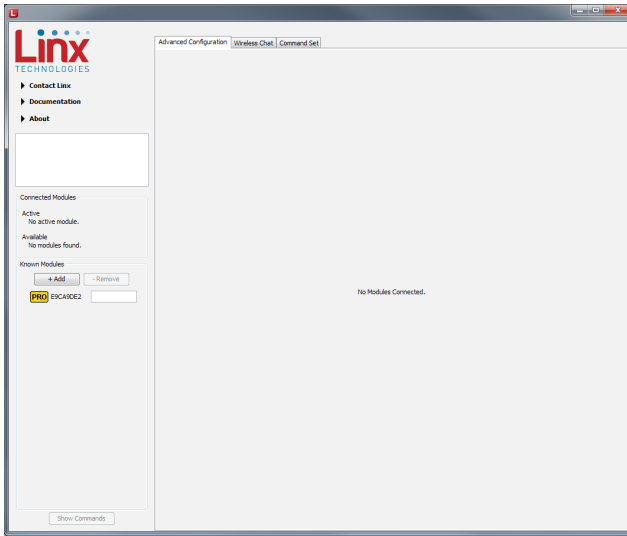 L
Linx
TECHNOLOGIES
Contact Linx
Documentation
About
Connected Modules
Active
No active module.
Available
No modules found.
Known Modules
+ Add - Remove
PRO E9CA9DE2
Show Commands
Advanced Configuration Wireless Chat Command Set
No Modules Connected.